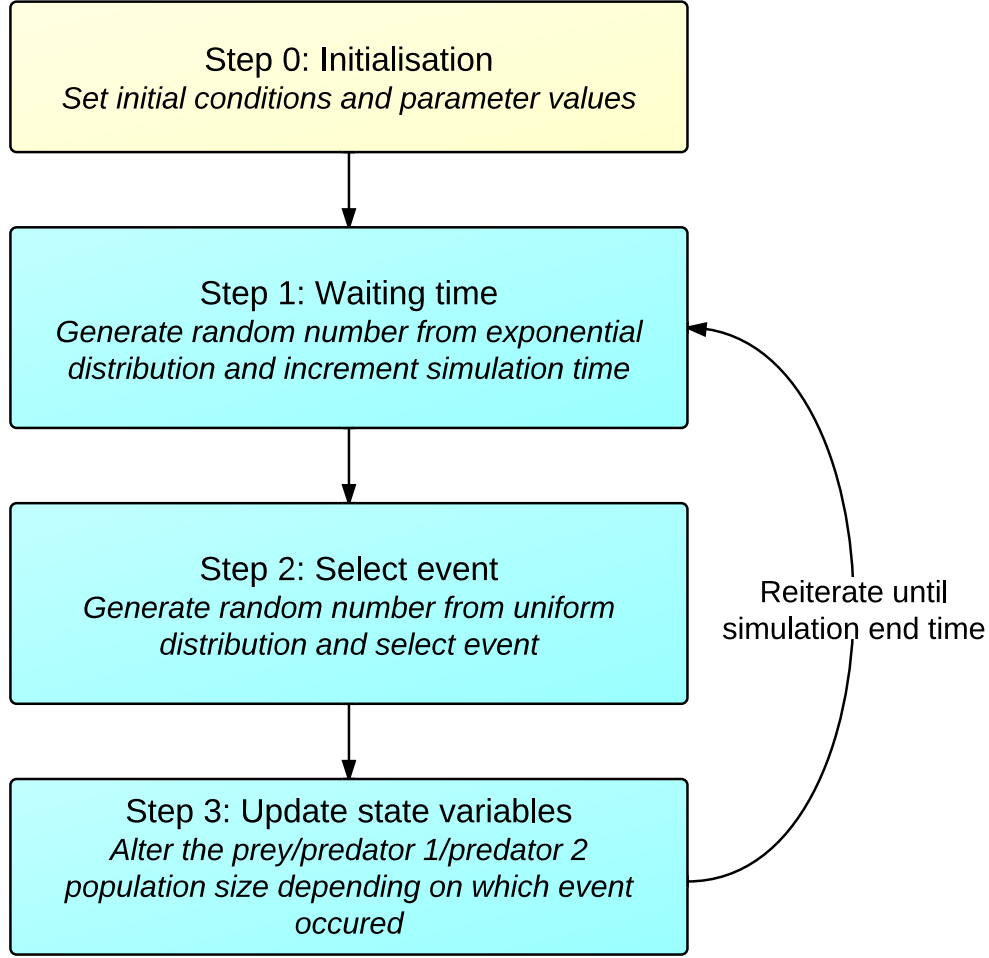 Step 0: Initialisation
Set initial conditions and parameter values
Step 1: Waiting time
Generate random number from exponential
distribution and increment simulation time
Step 2: Select event
Generate random number from uniform
distribution and select event
Reiterate until
simulation end time
Step 3: Update state variables
Alter the prey/predator 1/predator 2
population size depending on which event
occured